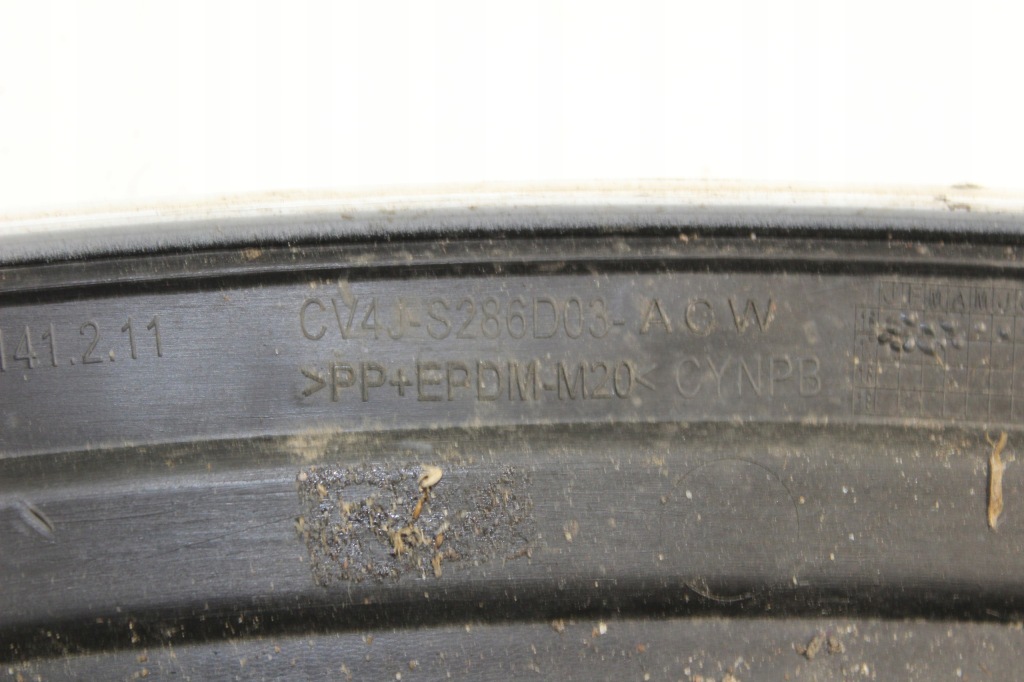 141.2.11
CV4J-S286D03-AGW
>PP+EPDM-M20< CYNPB
J F M A M J